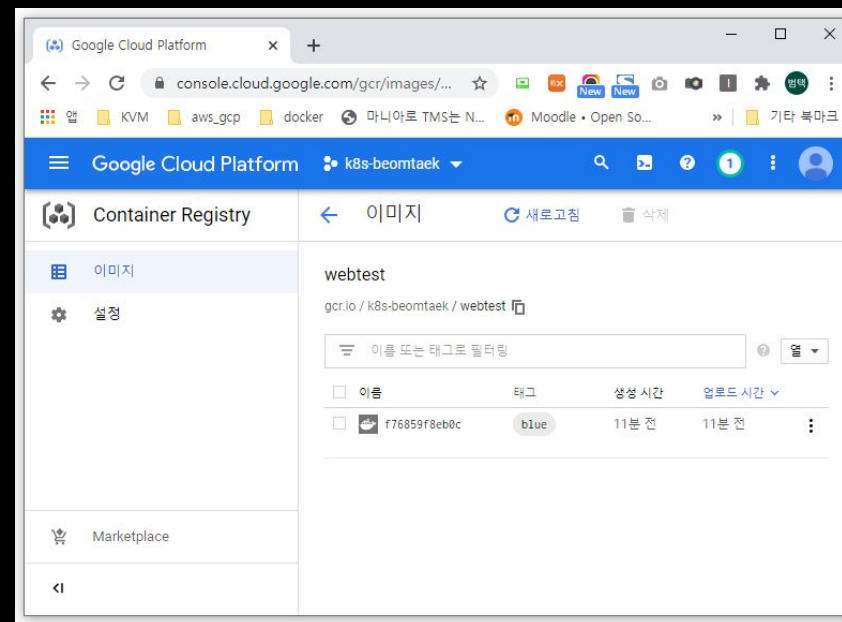 Google Cloud Platform
console.cloud.google.com/gcr/images/...
New New
범택
앱 KVM aws_gcp docker 마니아로 TMS는 N... Moodle • Open So... » 기타 북마크
Google Cloud Platform k8s-beomtaek 1
Container Registry 이미지 새로고침 삭제
이미지
설정
webtest
gcr.io / k8s-beomtaek / webtest
이름 또는 태그로 필터링 열
이름 태그 생성 시간 업로드 시간
f76859f8eb0c blue 11분 전 11분 전
Marketplace